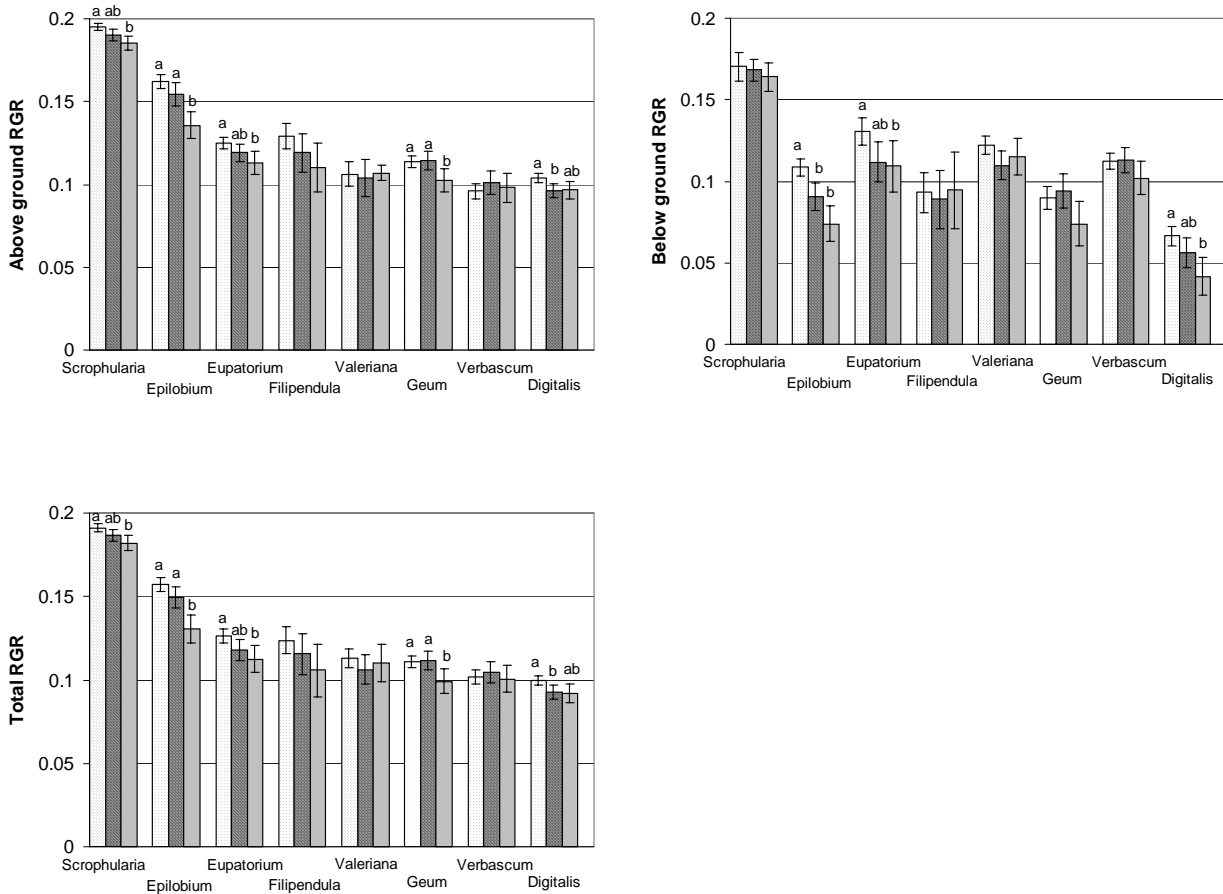 Above ground RGR
0.2
0.15
0.1
0.05
0
a ab b
a a b
a ab b
a a b
a b ab
Scrophularia Eupatorium Valeriana Verbascum
Epilobium Filipendula Geum Digitalis
Below ground RGR
0.2
0.15
0.1
0.05
0
a b b
a ab b
a ab b
Scrophularia Eupatorium Valeriana Verbascum
Epilobium Filipendula Geum Digitalis
Total RGR
0.2
0.15
0.1
0.05
0
a ab b
a a b
a ab b
a a b
a b ab
Scrophularia Eupatorium Valeriana Verbascum
Epilobium Filipendula Geum Digitalis